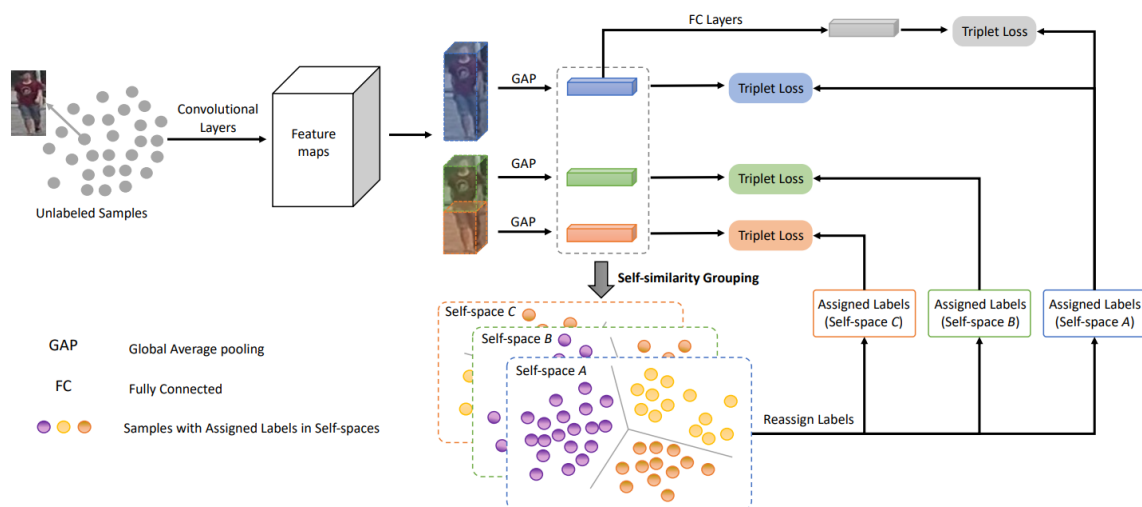 FC Layers
Triplet Loss
GAP
Triplet Loss
Convolutional
Layers
Feature
maps
Unlabeled Samples
GAP
Triplet Loss
GAP
Triplet Loss
Self-similarity Grouping
Assigned Labels
(Self-space C)
Assigned Labels
(Self-space B)
Assigned Labels
(Self-space A)
Self-space C
Self-space B
Self-space A
Reassign Labels
GAP Global Average pooling
FC Fully Connected
Samples with Assigned Labels in Self-spaces